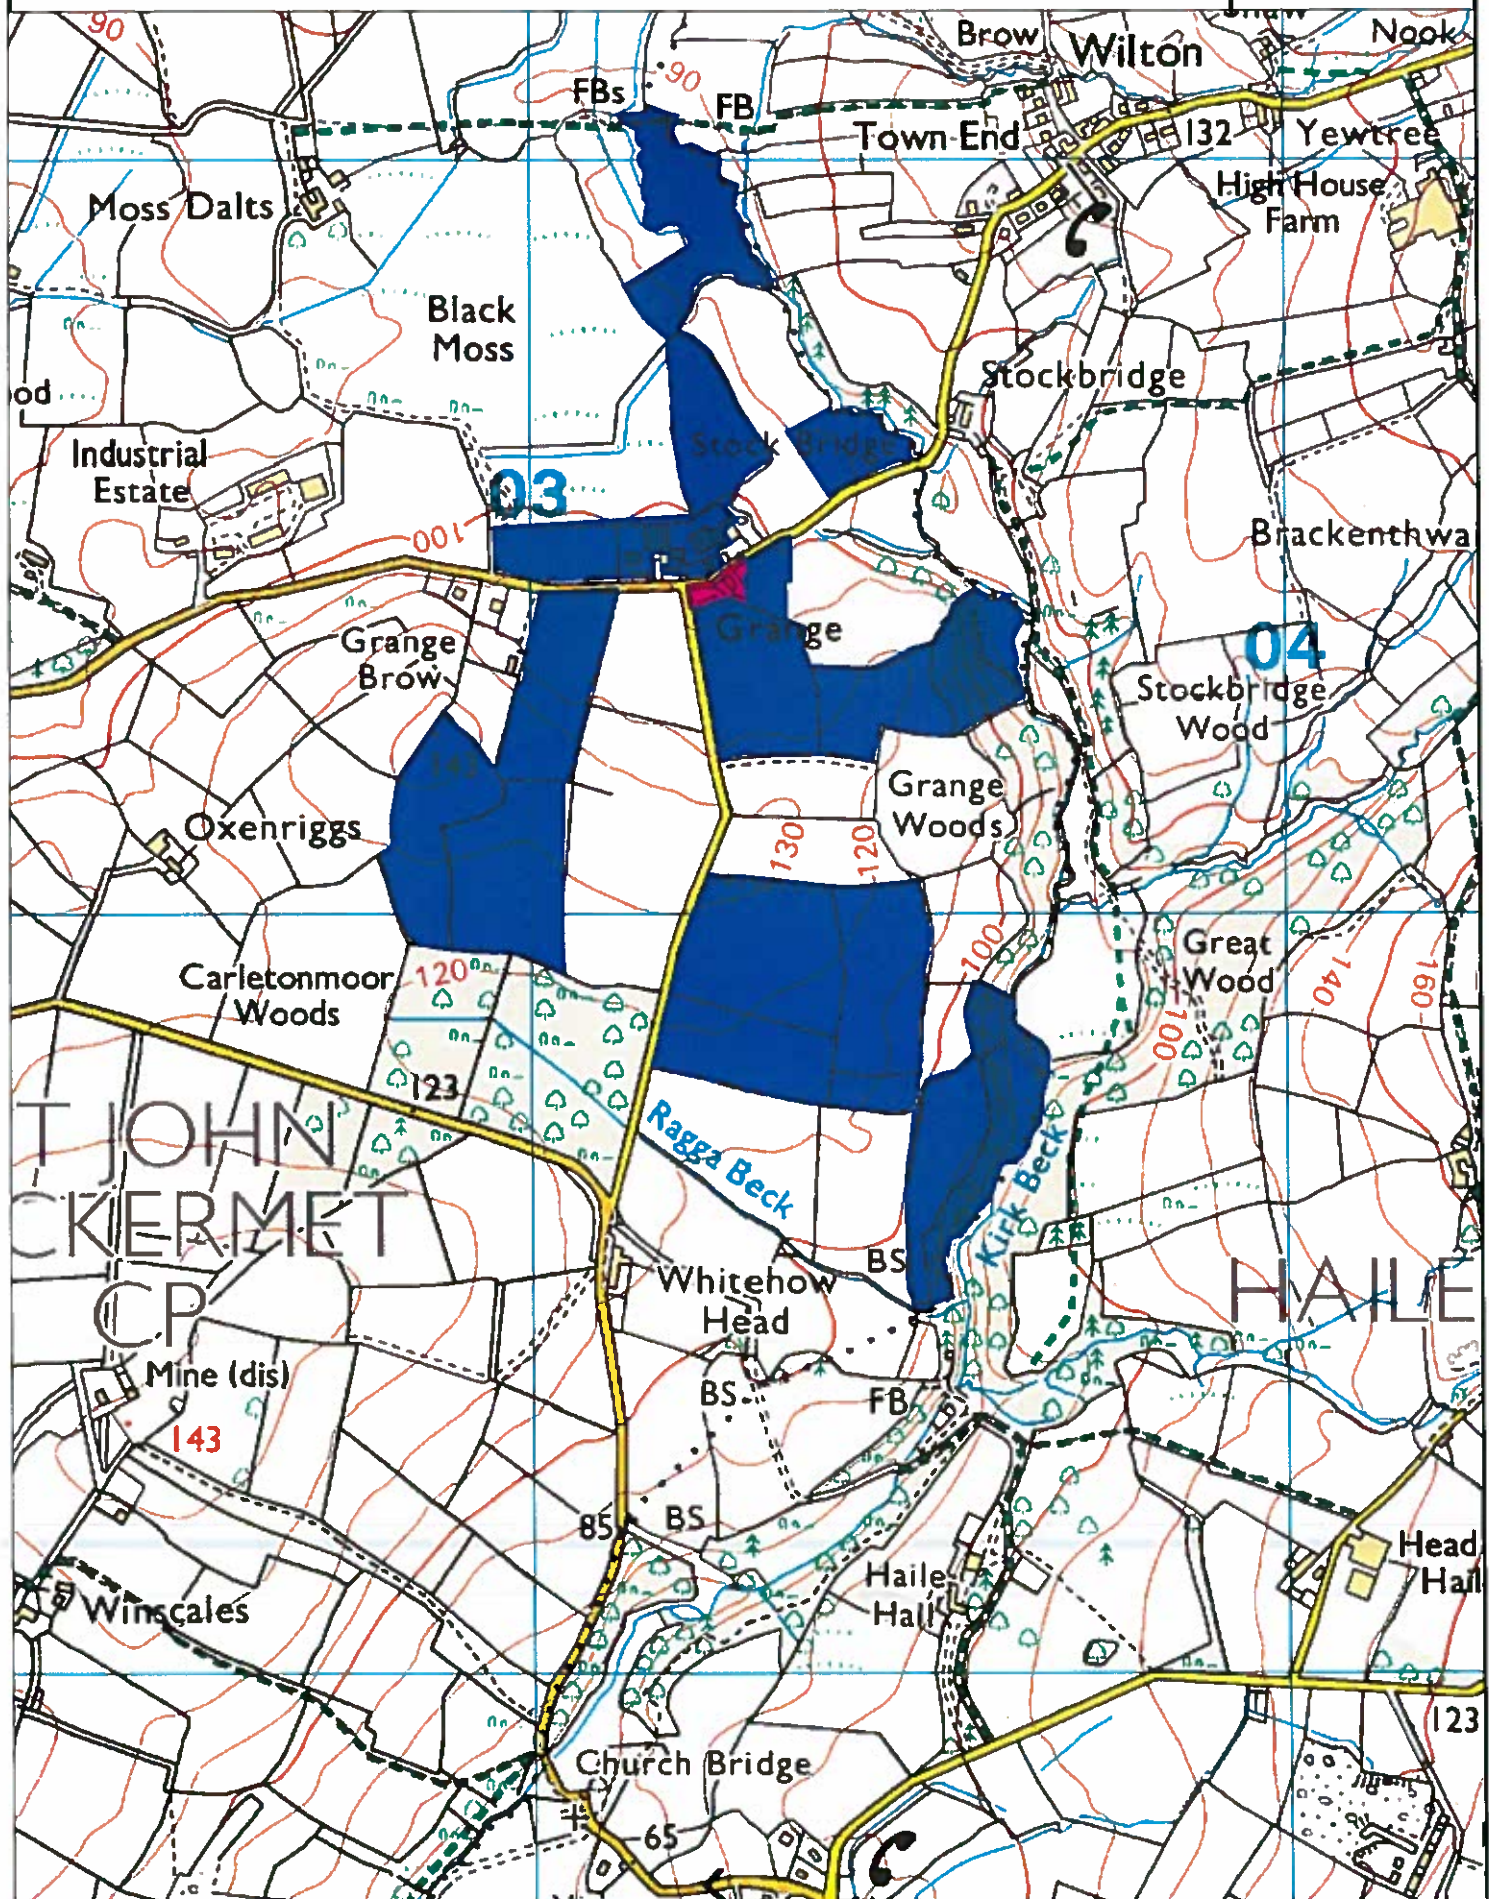 90
Brow
Wilton
Nook
FBs
90
FB
Town End
132
Yewtree
Moss Dalts
High House
Farm
Black
Moss
Stockbridge
od
Stock Bridge
Industrial
Estate
03
100
Brackenthwa
Grange
Grange
Brow
04
Stockbridge
Wood
143
Grange
Woods
Oxenriggs
130
120
Carletonmoor
Woods
120
100
Great
Wood
140
160
100
123
T JOHN
CKERMET
CP
Ragga Beck
Kirk Beck
BS
HAILE
Whitehow
Head
Mine (dis)
143
BS
FB
85
BS
Haile
Hall
Head
Hail
Winscales
123
Church Bridge
65